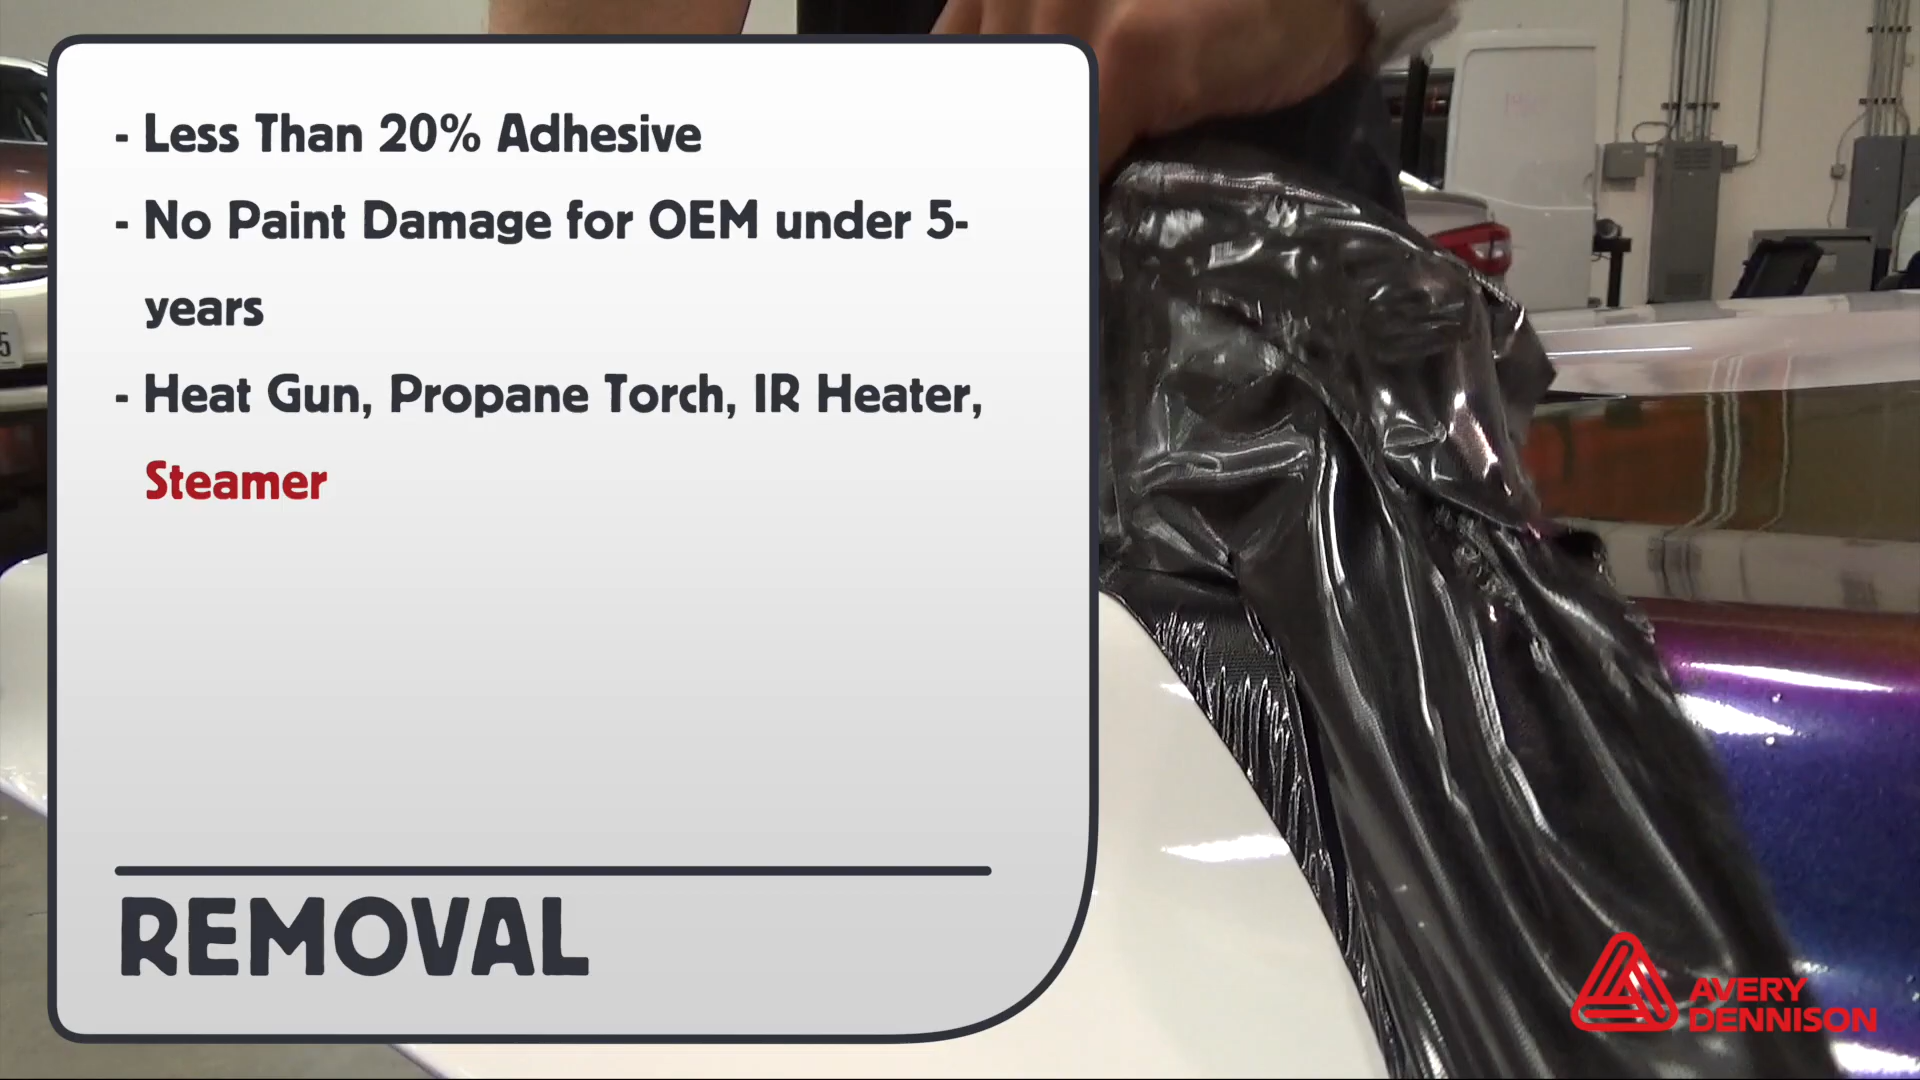 - Less Than 20% Adhesive
- No Paint Damage for OEM under 5-
years
- Heat Gun, Propane Torch, IR Heater,
Steamer
REMOVAL
5
AVERY
DENNISON